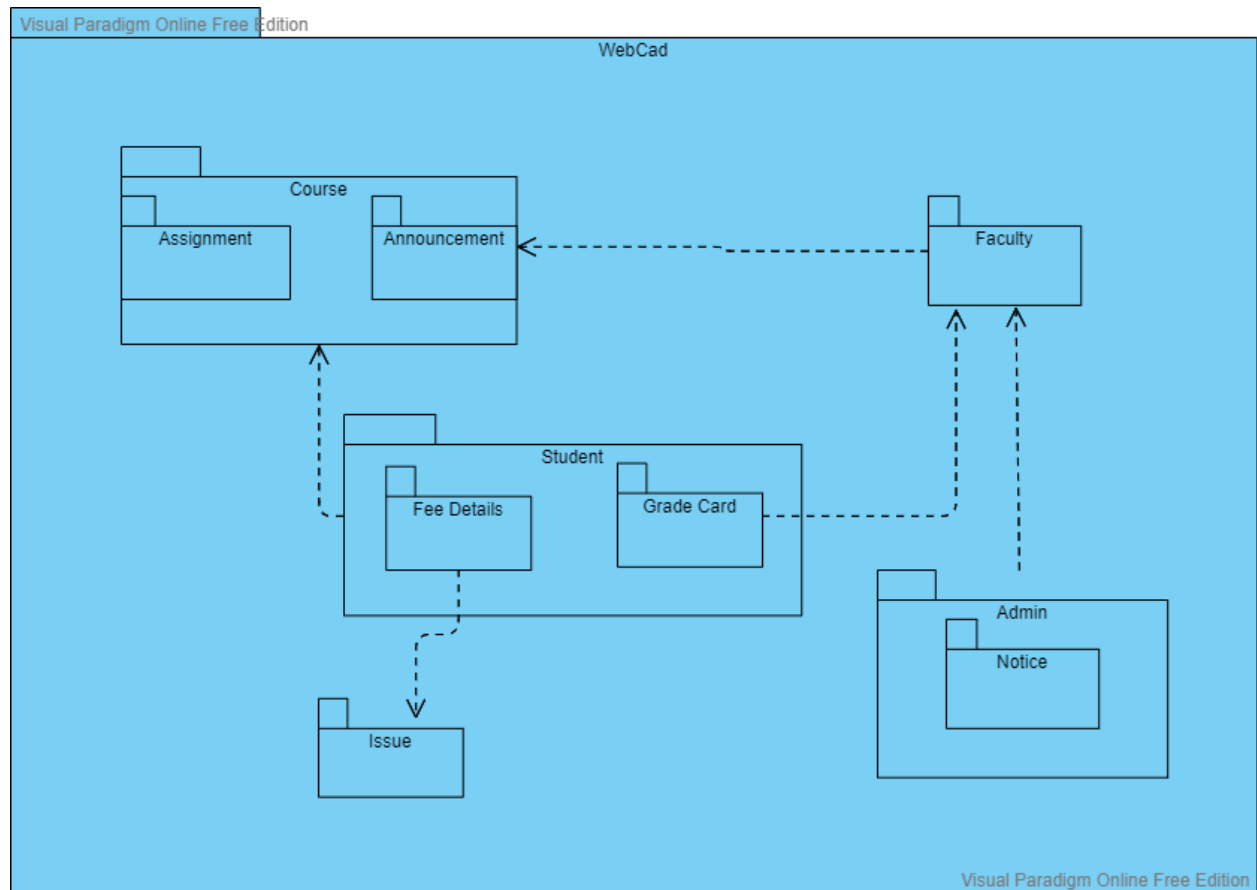 Visual Paradigm Online Free Edition
WebCad
Course
Assignment
Announcement
Faculty
Student
Fee Details
Grade Card
Admin
Notice
Issue
Visual Paradigm Online Free Edition